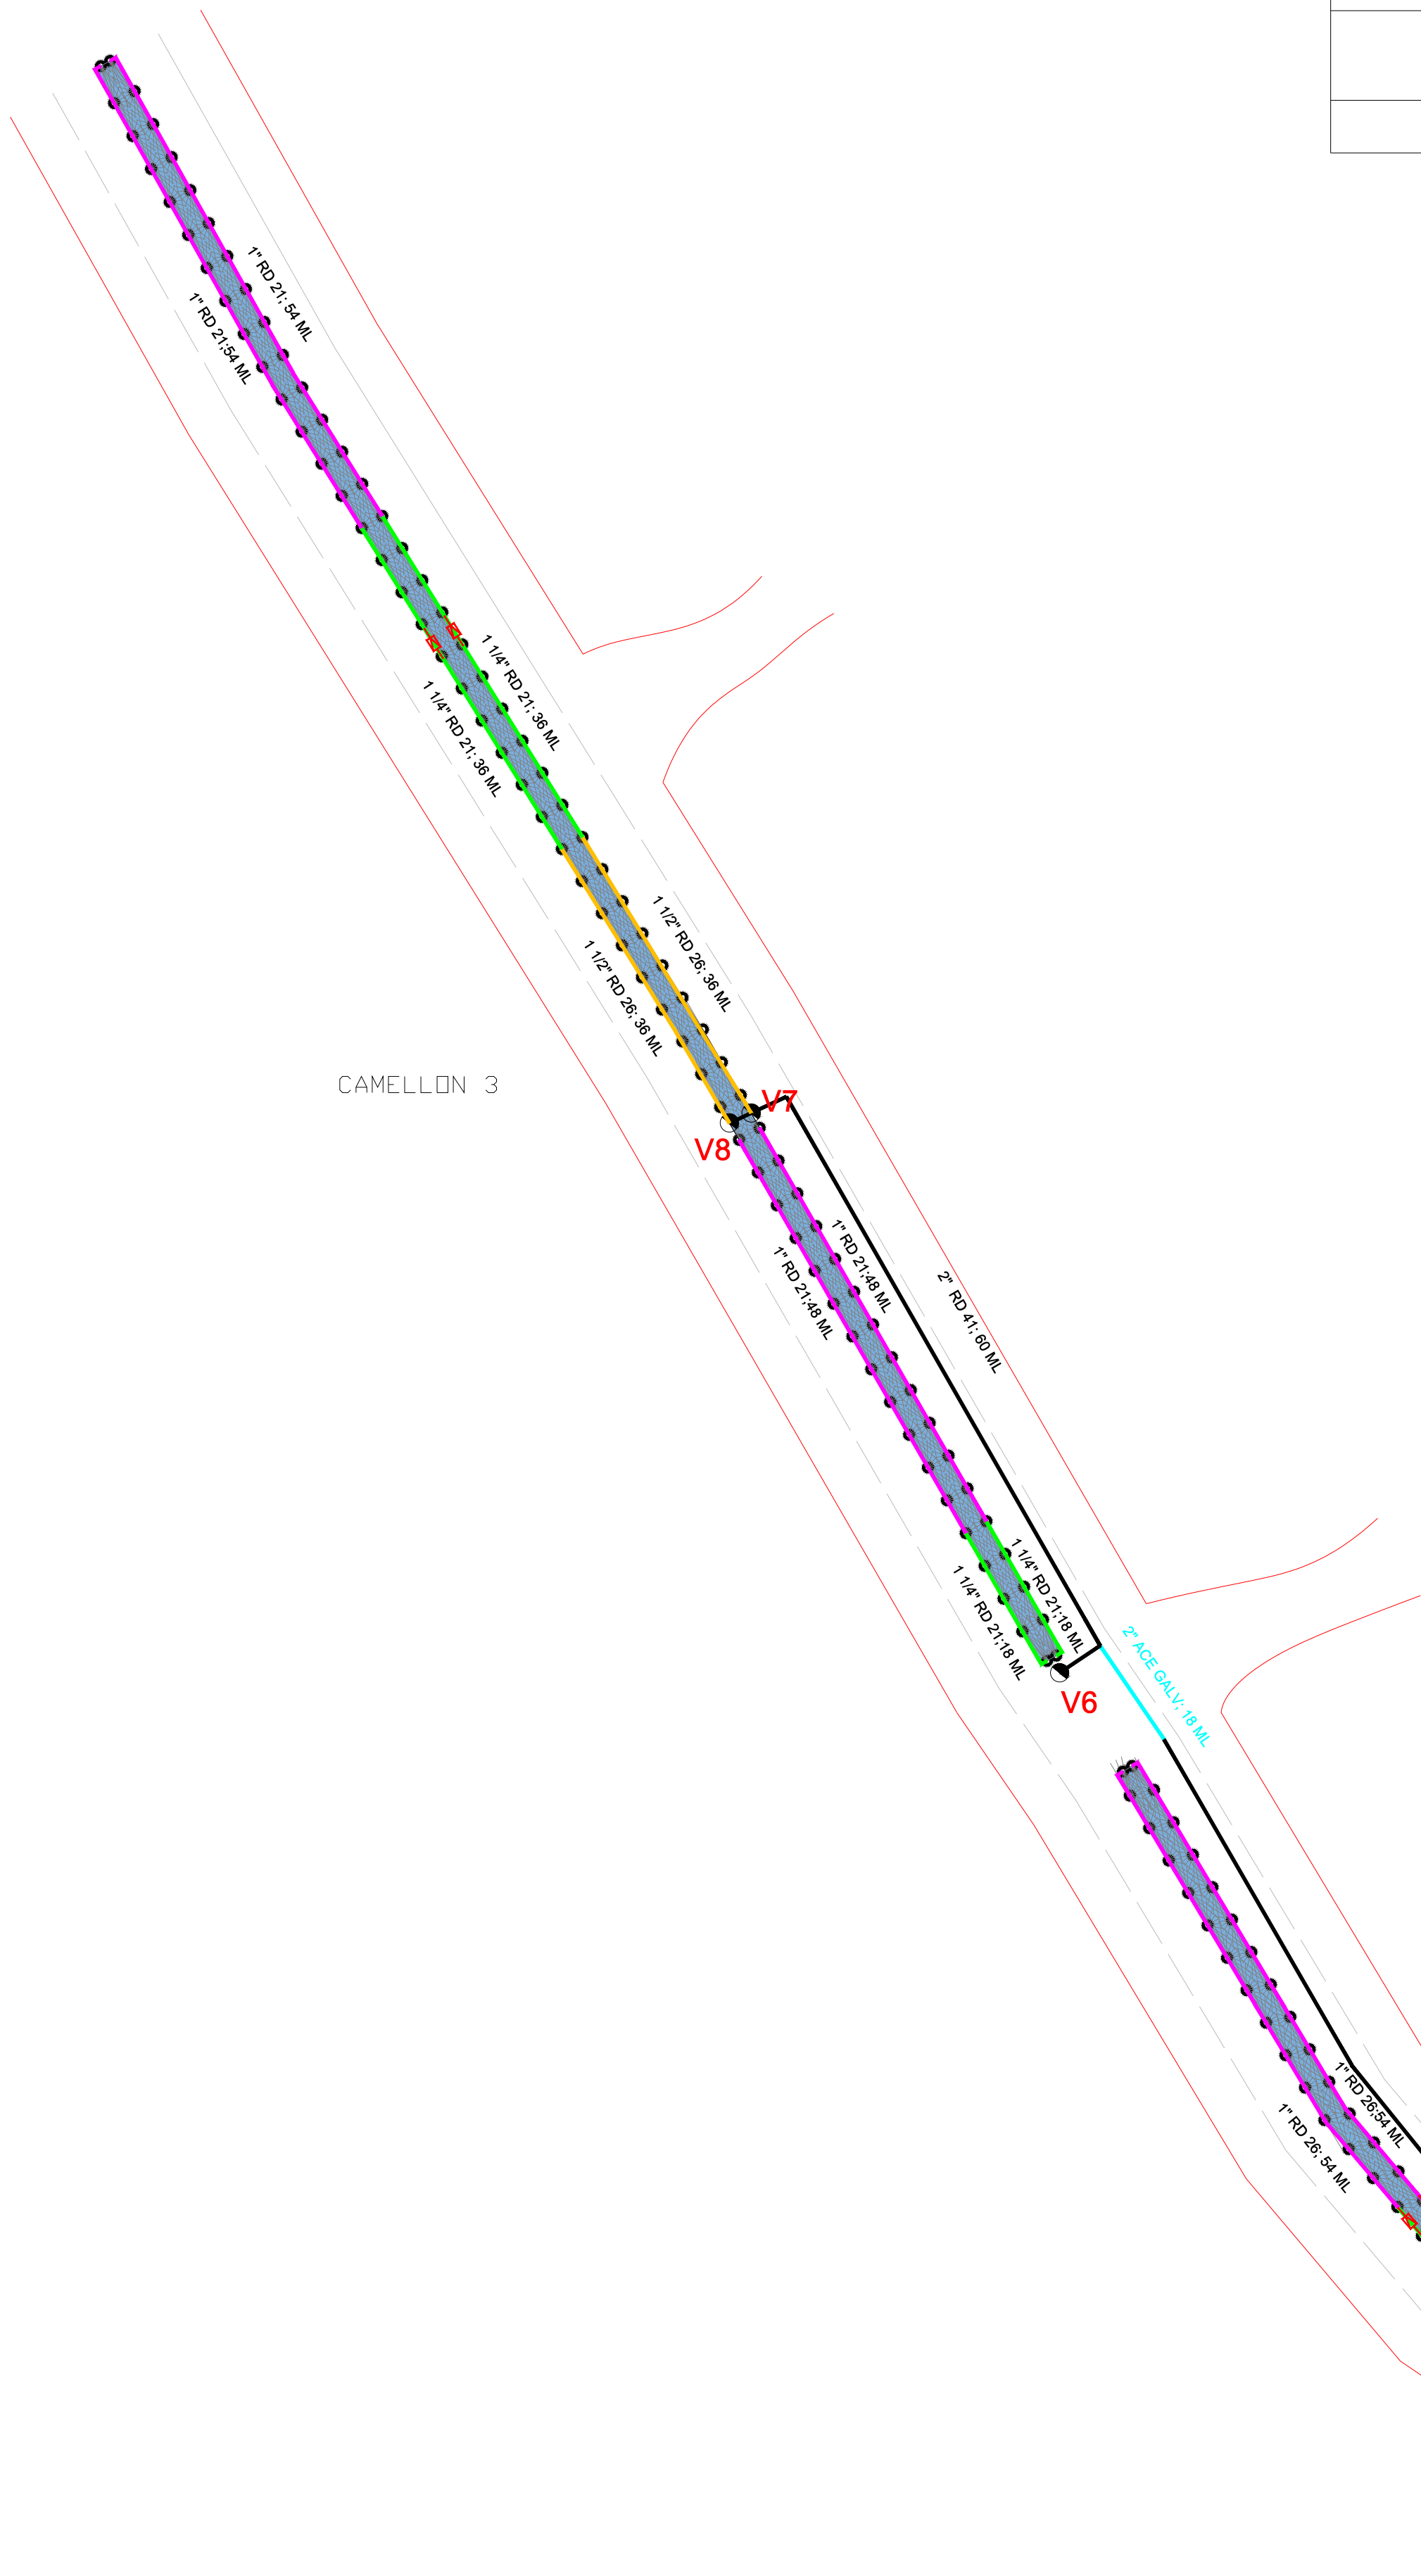 1" RD 21; 54 ML
1" RD 21;54 ML
1 1/4" RD 21; 36 ML
1 1/4" RD 21; 36 ML
1 1/2" RD 26; 36 ML
1 1/2" RD 26; 36 ML
CAMELLON 3
V7
V8
1" RD 21;48 ML
1" RD 21;48 ML
2" RD 41; 60 ML
1 1/4" RD 21;18 ML
1 1/4" RD 21;18 ML
2" ACE GALV; 18 ML
V6
1" RD 26;54 ML
1" RD 26; 54 ML